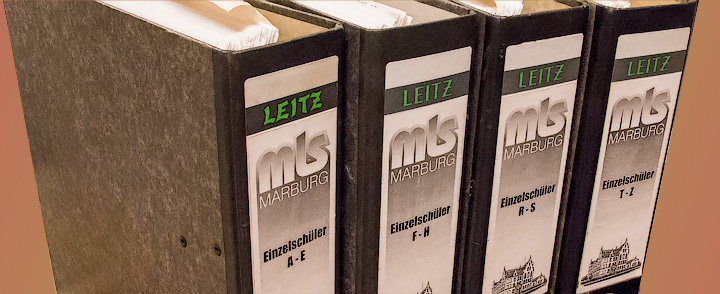 LEITZ
mls
MARBURG
Einzelschüler
A - E
LEITZ
mls
MARBURG
Einzelschüler
F - H
LEITZ
mls
MARBURG
Einzelschüler
R - S
LEITZ
mls
MARBURG
Einzelschüler
T - Z